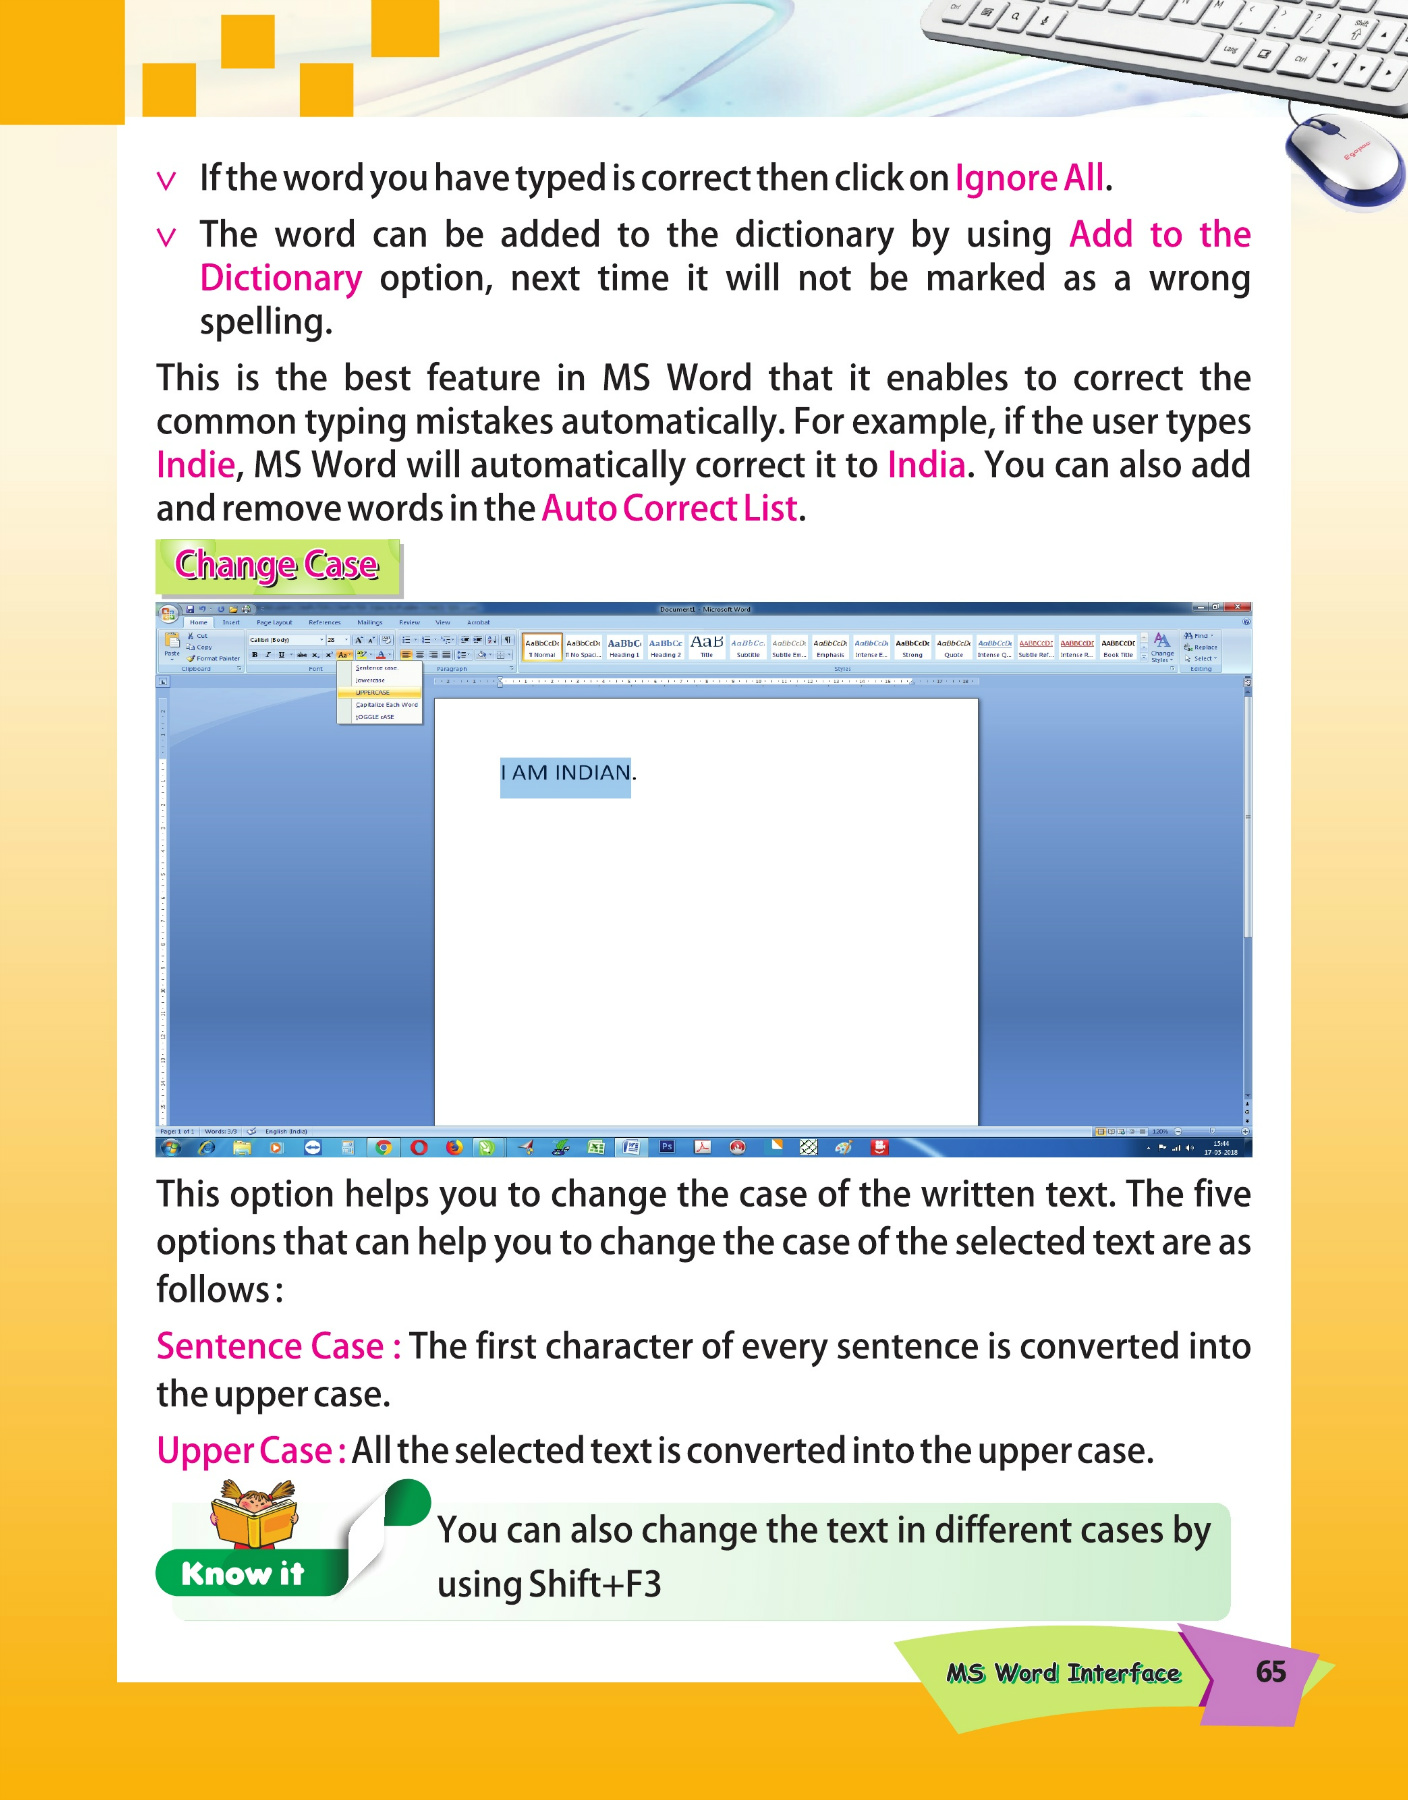 If the word you have typed is correct then click on Ignore All.
The word can be added to the dictionary by using Add to the
Dictionary option, next time it will not be marked as a wrong
spelling.
This is the best feature in MS Word that it enables to correct the
common typing mistakes automatically. For example, if the user types
Indie, MS Word will automatically correct it to India. You can also add
and remove words in the Auto Correct List.
Change Case
Document1 - Microsoft Word
Home Insert Page Layout References Mailings Review View Acrobat
Cut
Copy
Format Painter
Paste
Clipboard
Calibri (Body) 28
Font
Paragraph
AaBbCcDc AaBbCcDc AaBbC AaBbCc AaB AaBbCc. AaBbCcDc AaBbCcDc AaBbCcDc AaBbCcDc AaBbCcDc AaBbCcDc AABBCCDC AABBCCDC AABBCCDC
¶ Normal ¶ No Spaci... Heading 1 Heading 2 Title Subtitle Subtle Em... Emphasis Intense E... Strong Quote Intense Q... Subtle Ref... Intense R... Book Title
Styles
Change
Styles
Find
Replace
Select
Editing
Sentence case.
lowercase
UPPERCASE
Capitalize Each Word
tOGGLE cASE
I AM INDIAN.
Page: 1 of 1 Words: 3/3 English (India)
120%
15:44
17-05-2018
This option helps you to change the case of the written text. The five
options that can help you to change the case of the selected text are as
follows :
Sentence Case : The first character of every sentence is converted into
the upper case.
Upper Case : All the selected text is converted into the upper case.
Know it
You can also change the text in different cases by
using Shift+F3
MS Word Interface 65